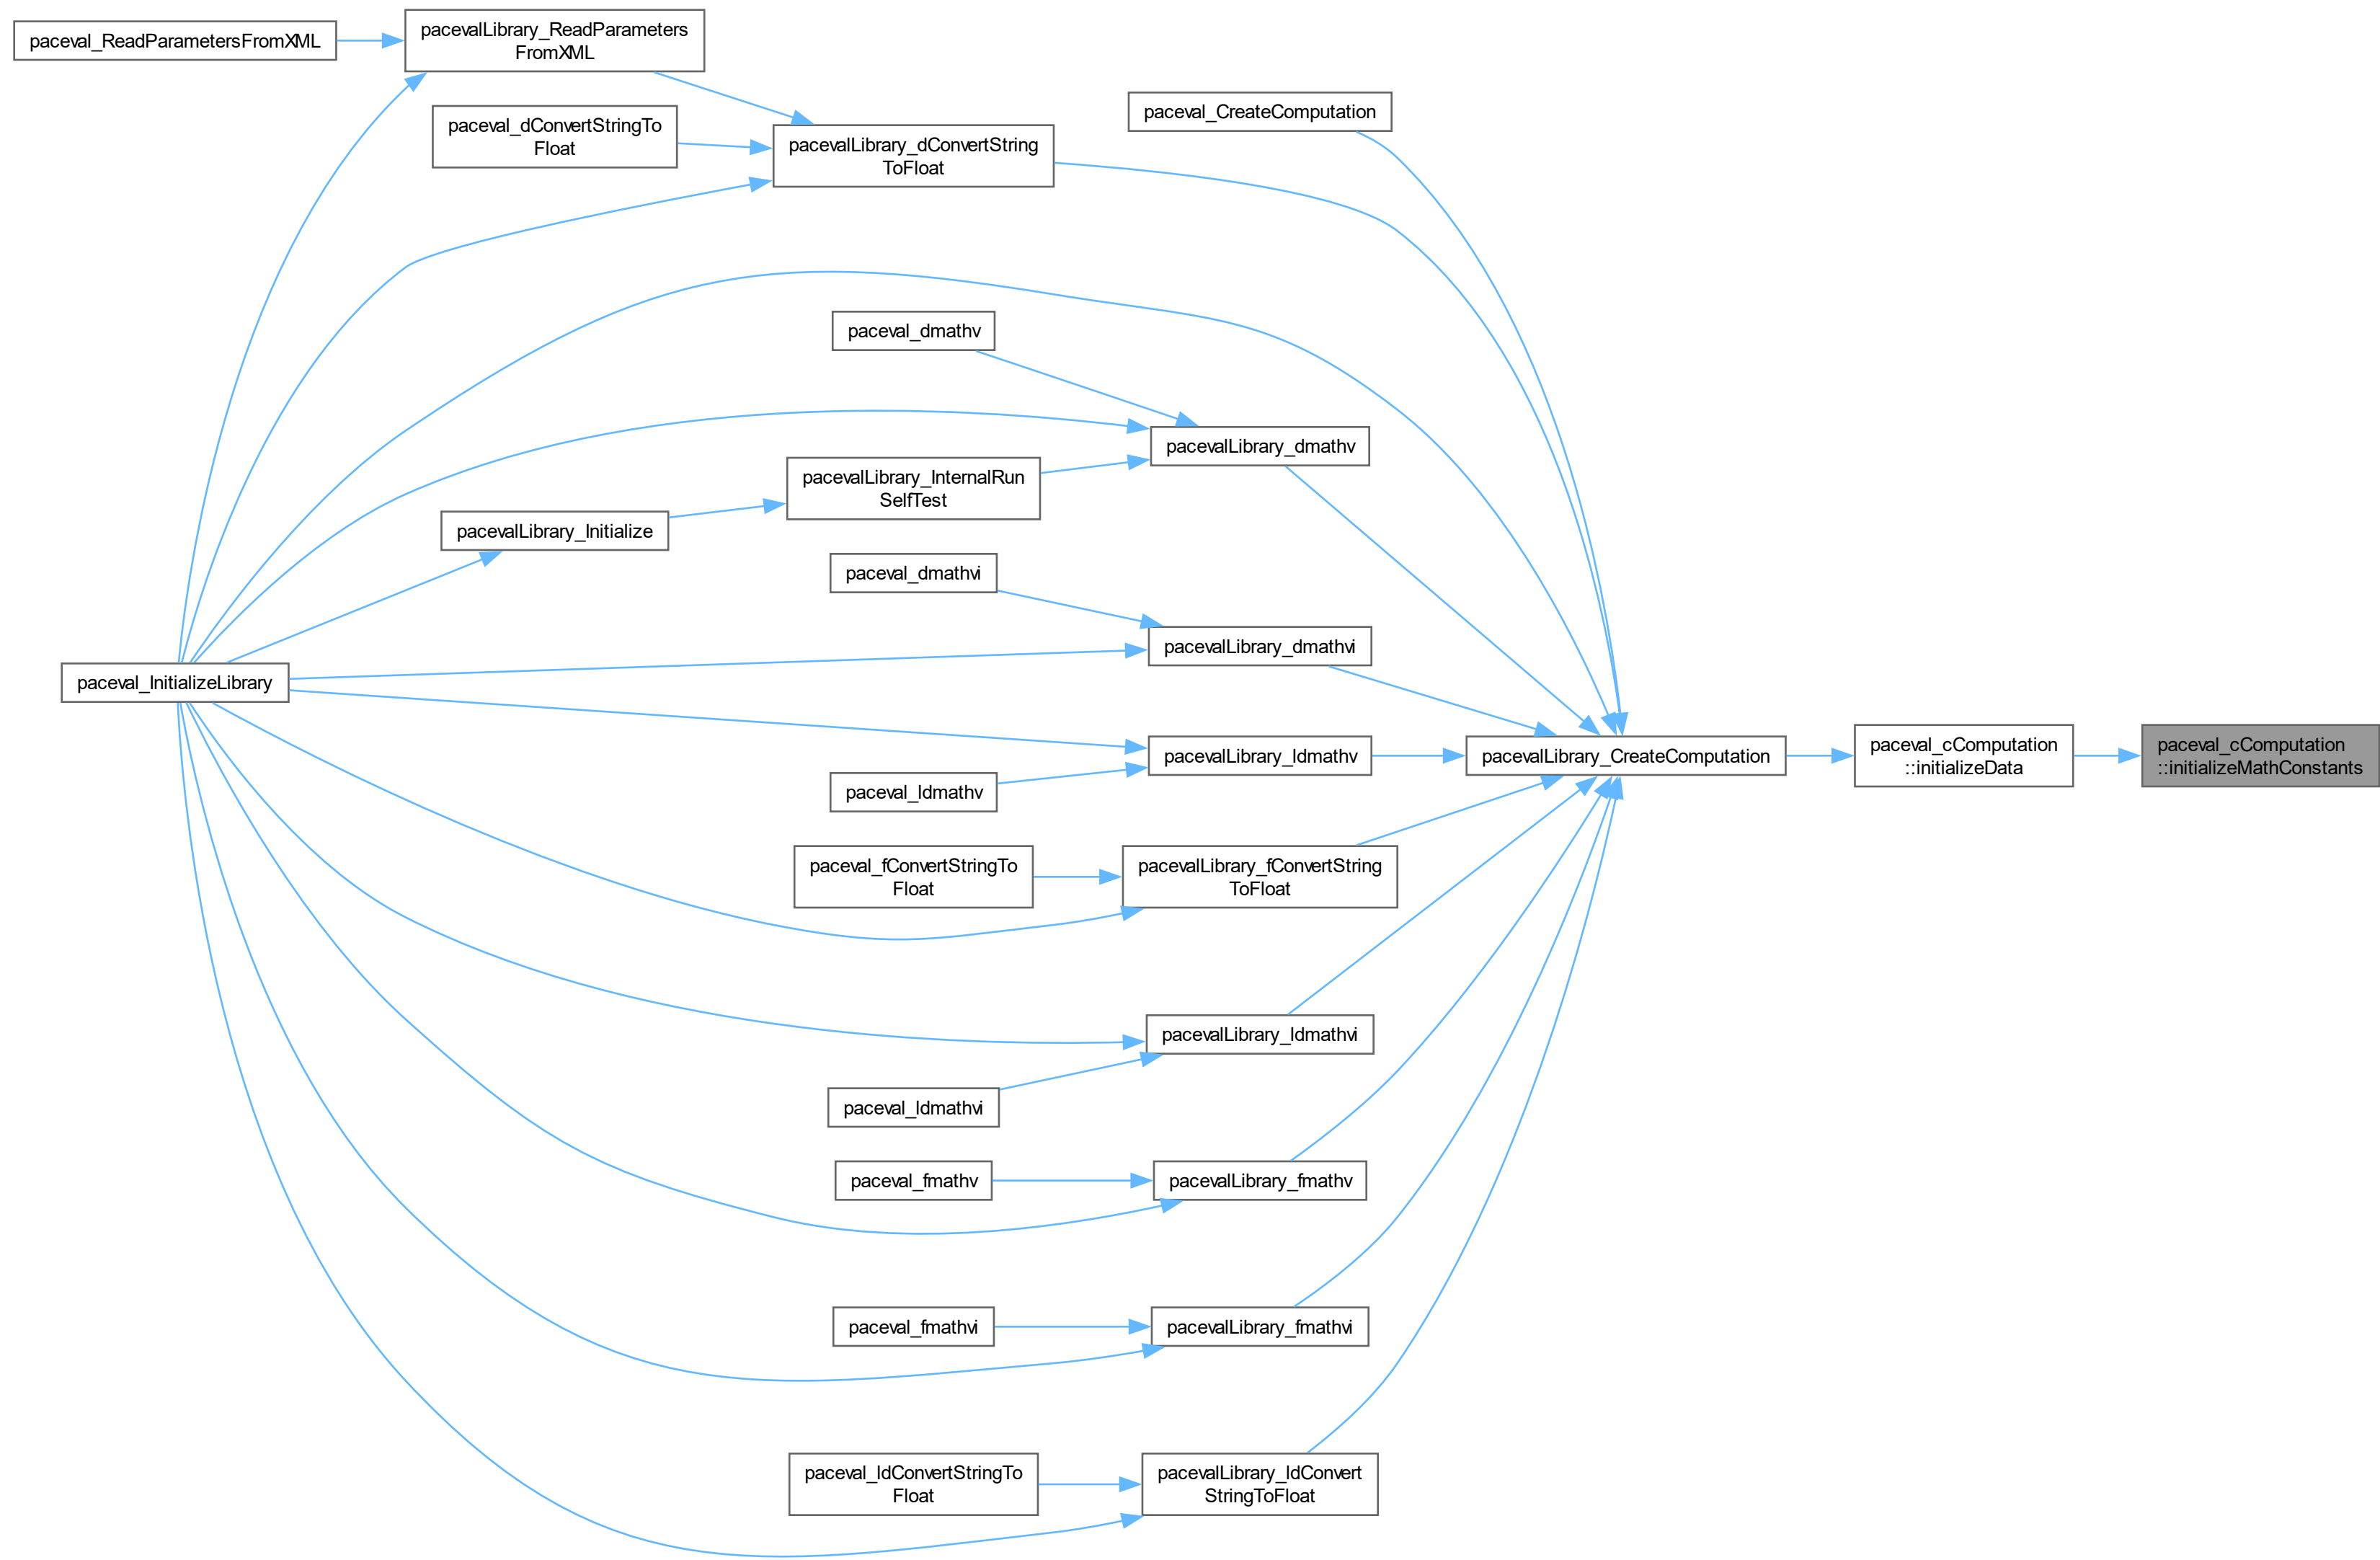 paceval_ReadParametersFromXML
pacevalLibrary_ReadParameters
FromXML
paceval_CreateComputation
paceval_dConvertStringTo
Float
pacevalLibrary_dConvertString
ToFloat
paceval_dmathv
pacevalLibrary_dmathv
pacevalLibrary_InternalRun
SelfTest
pacevalLibrary_Initialize
paceval_dmathvi
pacevalLibrary_dmathvi
paceval_InitializeLibrary
pacevalLibrary_ldmathv
pacevalLibrary_CreateComputation
paceval_cComputation
::initializeData
paceval_cComputation
::initializeMathConstants
paceval_ldmathv
paceval_fConvertStringTo
Float
pacevalLibrary_fConvertString
ToFloat
pacevalLibrary_ldmathvi
paceval_ldmathvi
paceval_fmathv
pacevalLibrary_fmathv
paceval_fmathvi
pacevalLibrary_fmathvi
paceval_ldConvertStringTo
Float
pacevalLibrary_ldConvert
StringToFloat